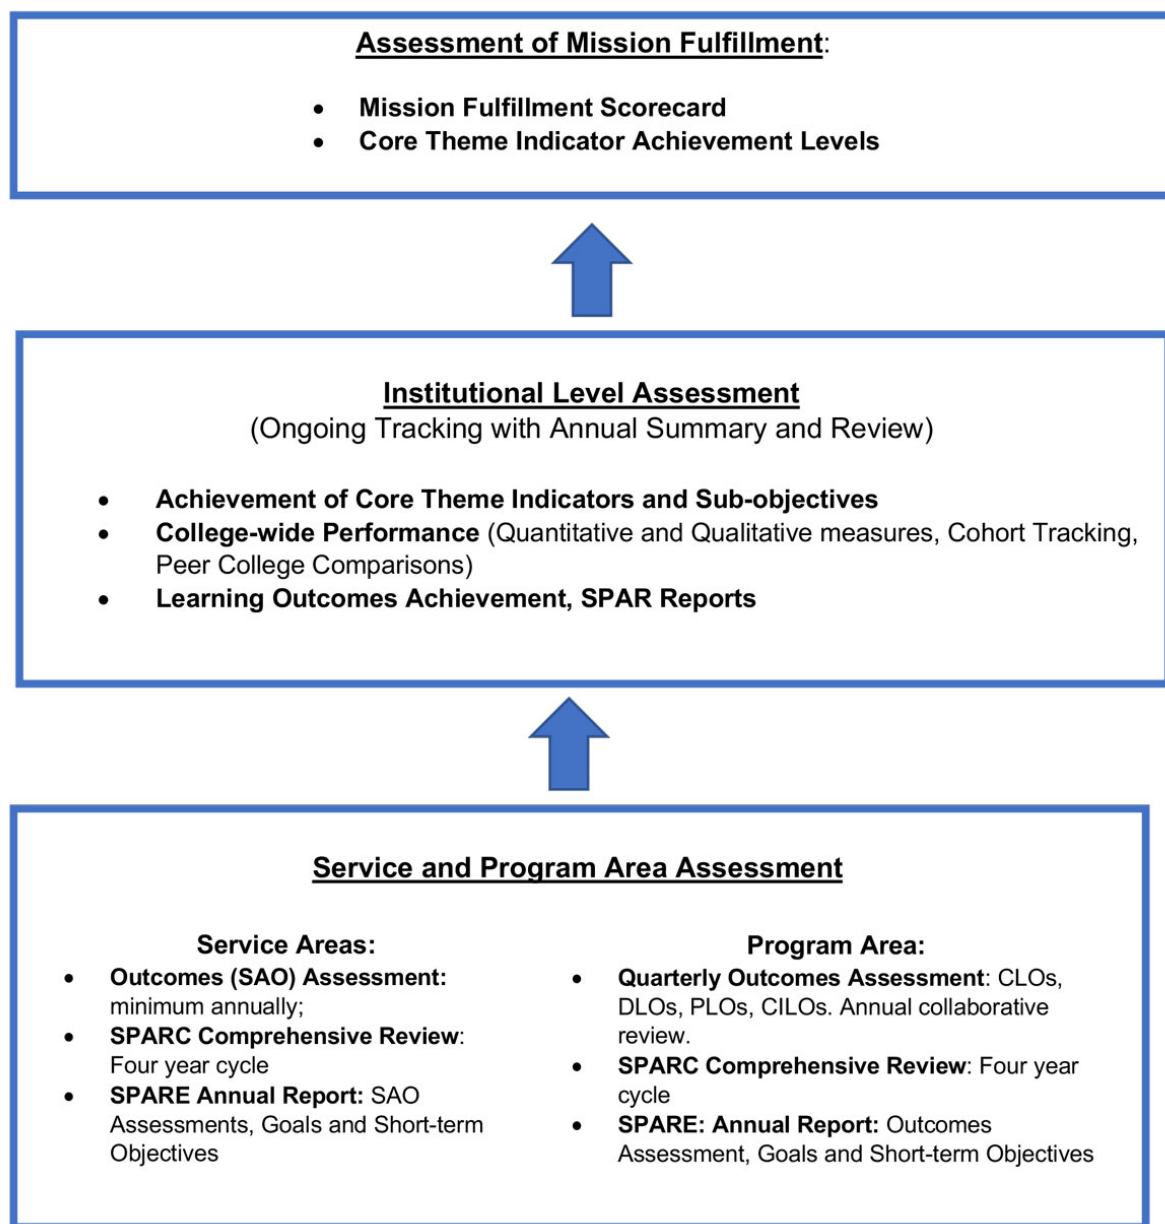 Assessment of Mission Fulfillment:
• Mission Fulfillment Scorecard
• Core Theme Indicator Achievement Levels
Institutional Level Assessment
(Ongoing Tracking with Annual Summary and Review)
• Achievement of Core Theme Indicators and Sub-objectives
• College-wide Performance (Quantitative and Qualitative measures, Cohort Tracking,
Peer College Comparisons)
• Learning Outcomes Achievement, SPAR Reports
Service and Program Area Assessment
Service Areas:
• Outcomes (SAO) Assessment:
minimum annually;
• SPARC Comprehensive Review:
Four year cycle
• SPARE Annual Report: SAO
Assessments, Goals and Short-term
Objectives
Program Area:
• Quarterly Outcomes Assessment: CLOs,
DLOs, PLOs, CILOs. Annual collaborative
review.
• SPARC Comprehensive Review: Four year
cycle
• SPARE: Annual Report: Outcomes
Assessment, Goals and Short-term Objectives